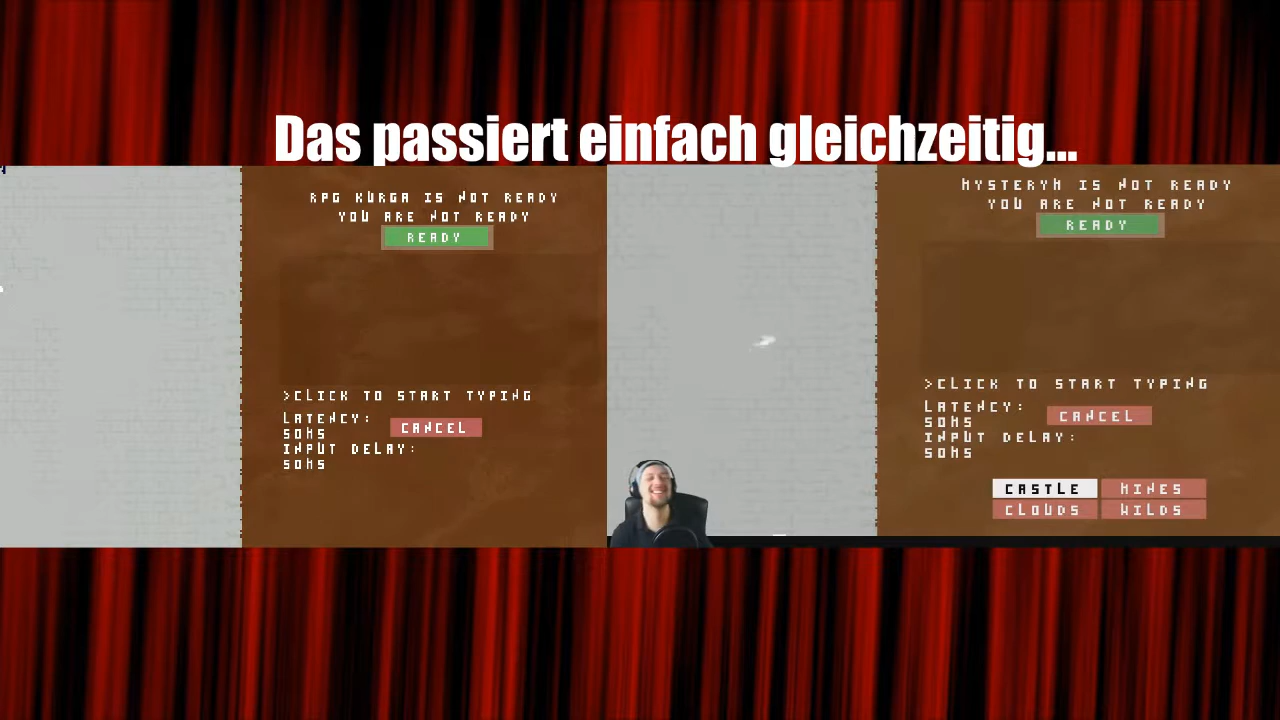 Das passiert einfach gleichzeitig...
RPG KURGA IS NOT READY
YOU ARE NOT READY
READY
>CLICK TO START TYPING
LATENCY:
50MS
CANCEL
INPUT DELAY:
50MS
MYSTERYM IS NOT READY
YOU ARE NOT READY
READY
>CLICK TO START TYPING
LATENCY:
50MS
CANCEL
INPUT DELAY:
50MS
CASTLE MINES
CLOUDS WILDS